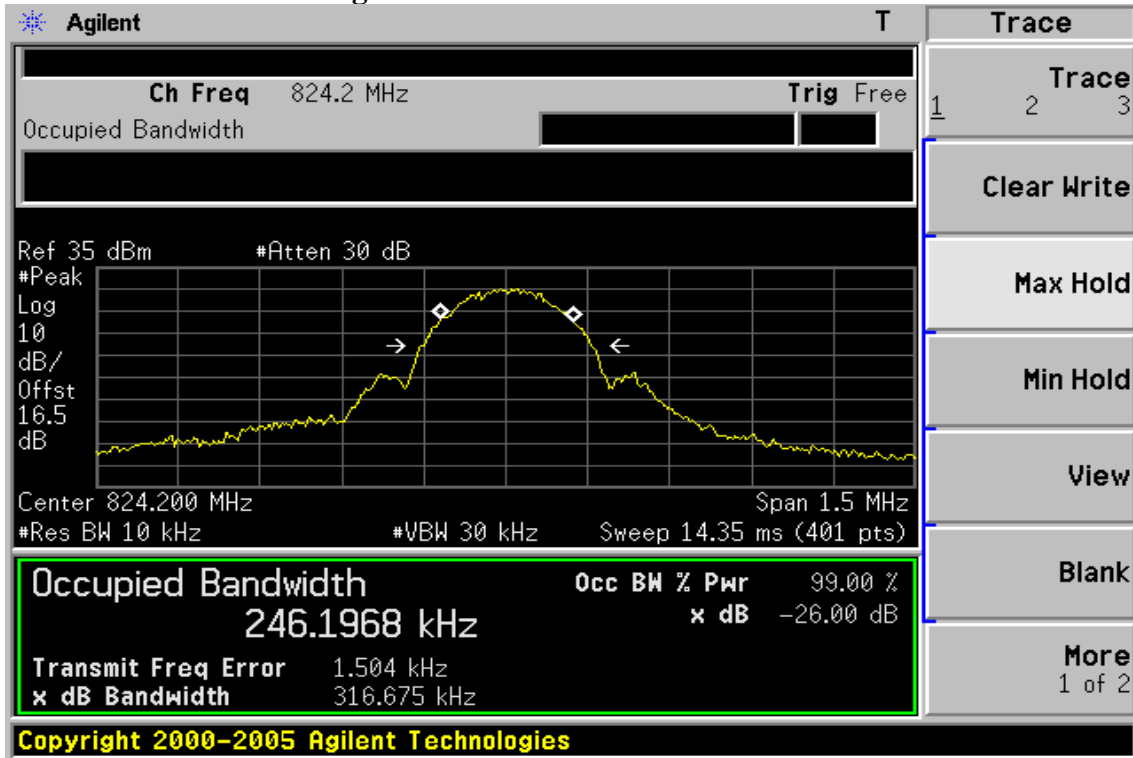 Agilent T Trace
Ch Freq 824.2 MHz Trig Free
Occupied Bandwidth
Trace
1 2 3
Clear Write
Max Hold
Min Hold
View
Blank
More
1 of 2
Ref 35 dBm #Atten 30 dB
#Peak
Log
10
dB/
Offst
16.5
dB
Center 824.200 MHz Span 1.5 MHz
#Res BW 10 kHz #VBW 30 kHz Sweep 14.35 ms (401 pts)
Occupied Bandwidth Occ BW % Pwr 99.00 %
246.1968 kHz x dB -26.00 dB
Transmit Freq Error 1.504 kHz
x dB Bandwidth 316.675 kHz
Copyright 2000-2005 Agilent Technologies